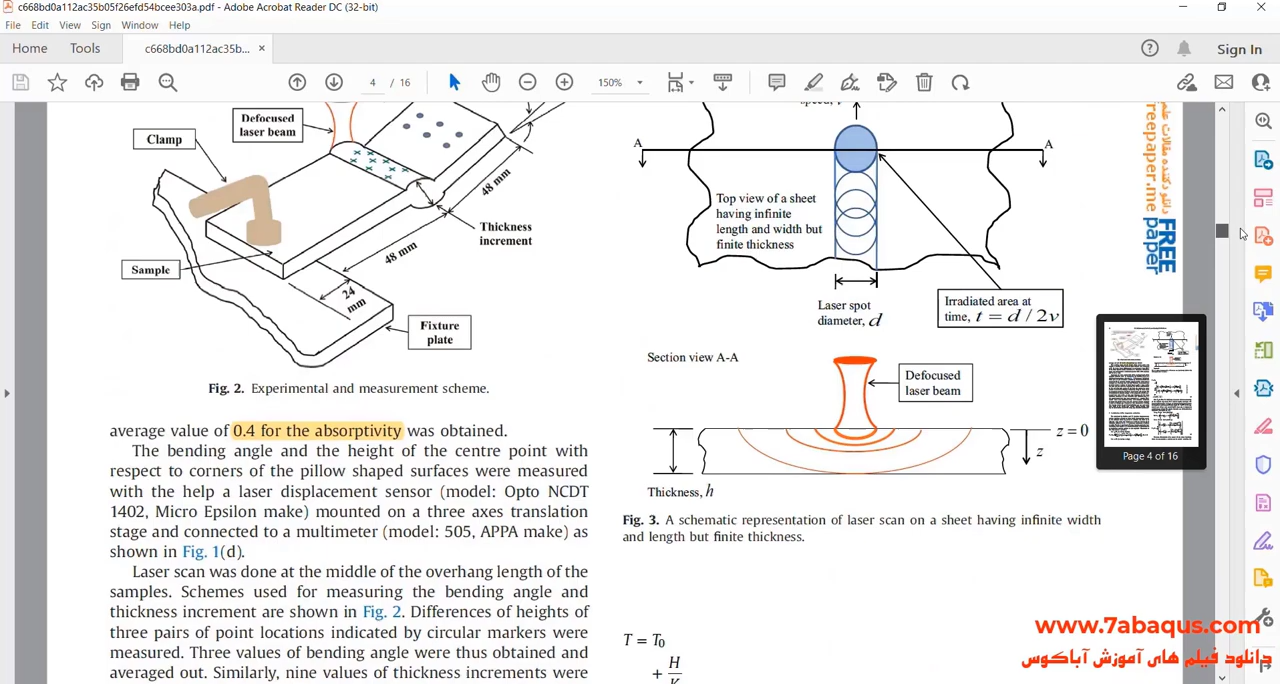 c668bd0a112ac35b05f26efd54bcee303a.pdf - Adobe Acrobat Reader DC (32-bit)
File Edit View Sign Window Help
Home Tools c668bd0a112ac35b... × Sign In
4 / 16 150%
Clamp
Defocused
laser beam
48 mm
Thickness
increment
48 mm
Sample
24
mm
Fixture
plate
Fig. 2. Experimental and measurement scheme.
average value of 0.4 for the absorptivity was obtained.
The bending angle and the height of the centre point with
respect to corners of the pillow shaped surfaces were measured
with the help a laser displacement sensor (model: Opto NCDT
1402, Micro Epsilon make) mounted on a three axes translation
stage and connected to a multimeter (model: 505, APPA make) as
shown in Fig. 1(d).
Laser scan was done at the middle of the overhang length of the
samples. Schemes used for measuring the bending angle and
thickness increment are shown in Fig. 2. Differences of heights of
three pairs of point locations indicated by circular markers were
measured. Three values of bending angle were thus obtained and
averaged out. Similarly, nine values of thickness increments were
A A
Top view of a sheet
having infinite
length and width but
finite thickness
Laser spot
diameter, d
Irradiated area at
time, t = d / 2v
Section view A-A
Defocused
laser beam
z = 0
z
Thickness, h
Fig. 3. A schematic representation of laser scan on a sheet having infinite width
and length but finite thickness.
T = T₀
+ H
freepaper.me
FREE
paper
Page 4 of 16
www.7abaqus.com
دانلود فیلم های آموزش آباکوس